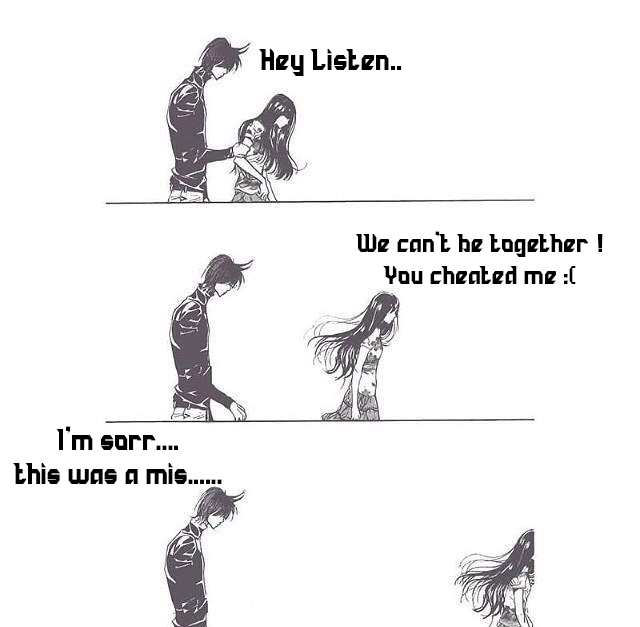 Hey Listen..
We can't be together !
You cheated me :(
I'm sorr....
this was a mis......